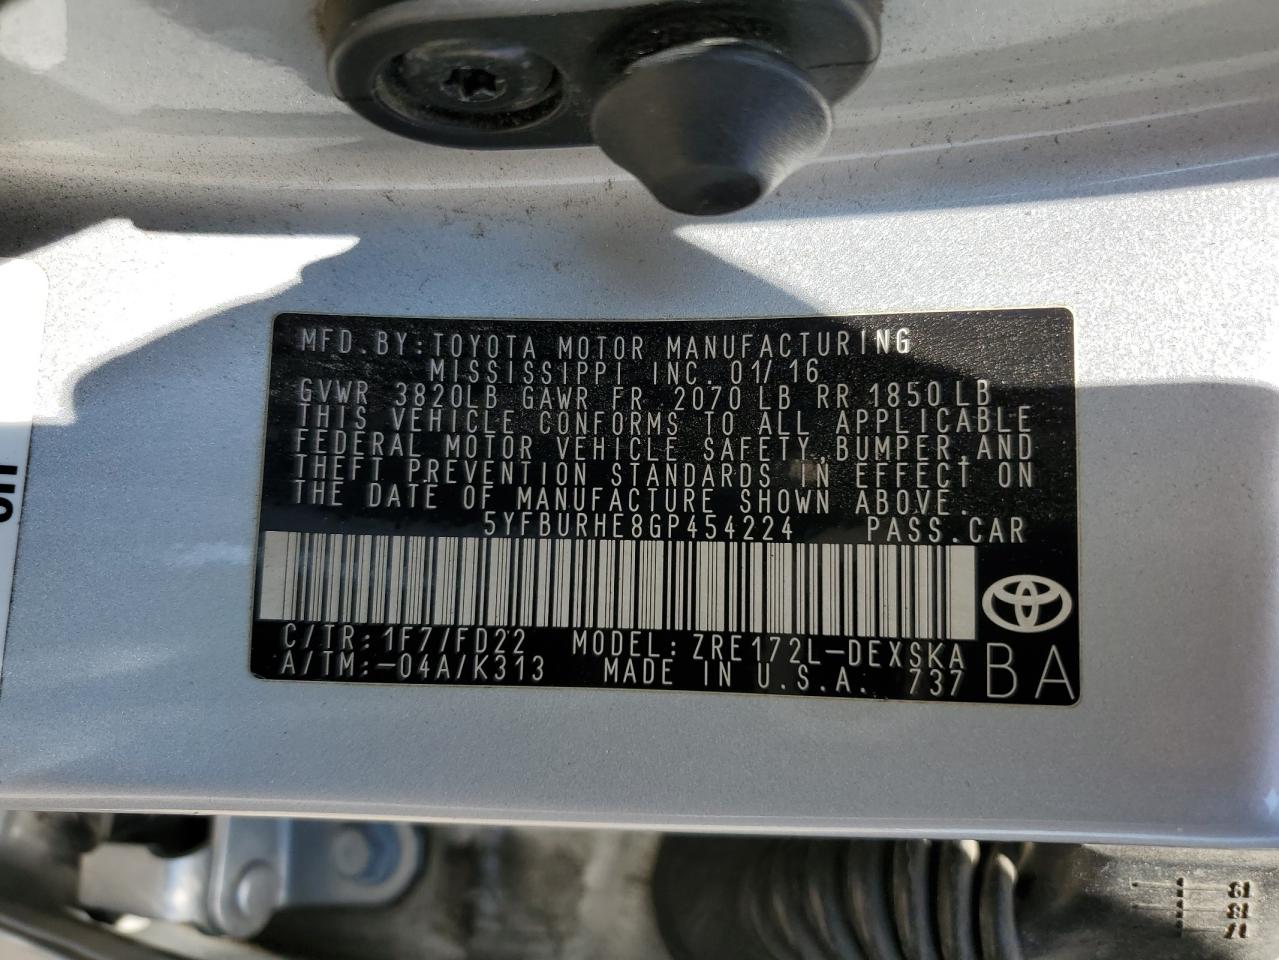 MFD. BY: TOYOTA MOTOR MANUFACTURING
MISSISSIPPI INC. 01/16
GVWR 3820LB GAWR FR 2070 LB RR 1850 LB
THIS VEHICLE CONFORMS TO ALL APPLICABLE
FEDERAL MOTOR VEHICLE SAFETY, BUMPER, AND
THEFT PREVENTION STANDARDS IN EFFECT ON
THE DATE OF MANUFACTURE SHOWN ABOVE.
5YFBURHE8GP454224 PASS. CAR
C/TR: 1F7/FD22 MODEL: ZRE172L-DEXSKA
A/TM: -04A/K313 MADE IN U.S.A. 737
BA